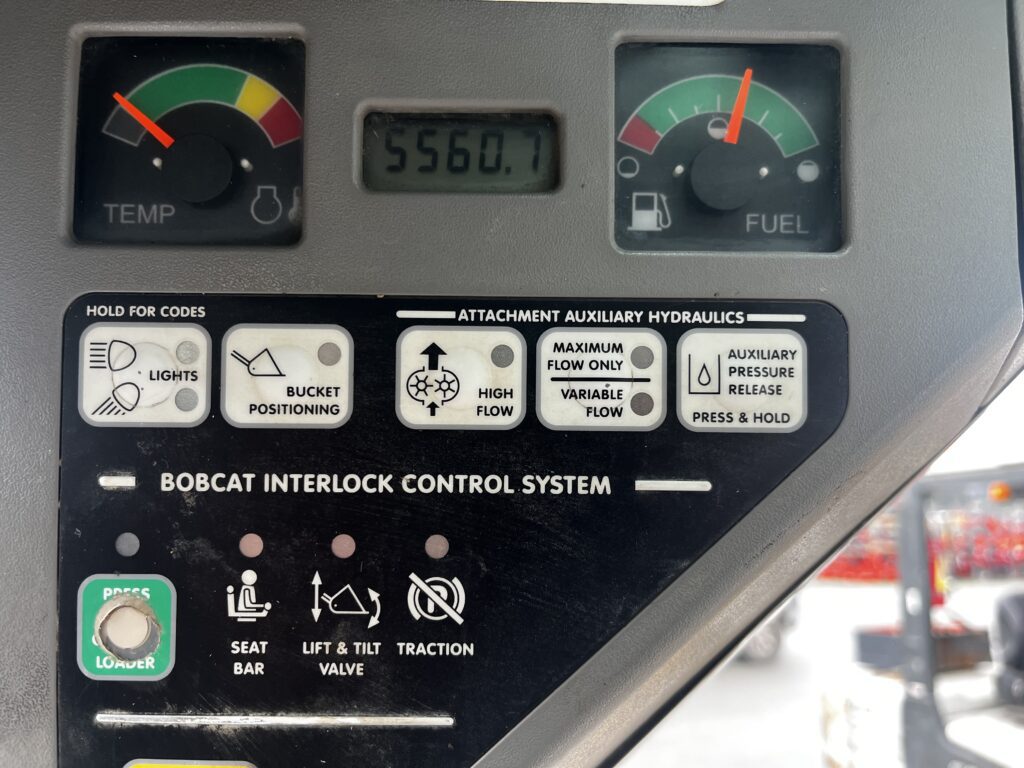 TEMP
5560.7
FUEL
HOLD FOR CODES
ATTACHMENT AUXILIARY HYDRAULICS
LIGHTS
BUCKET
POSITIONING
HIGH
FLOW
MAXIMUM
FLOW ONLY
VARIABLE
FLOW
AUXILIARY
PRESSURE
RELEASE
PRESS & HOLD
BOBCAT INTERLOCK CONTROL SYSTEM
PRESS
LOADER
SEAT
BAR
LIFT & TILT
VALVE
P
TRACTION